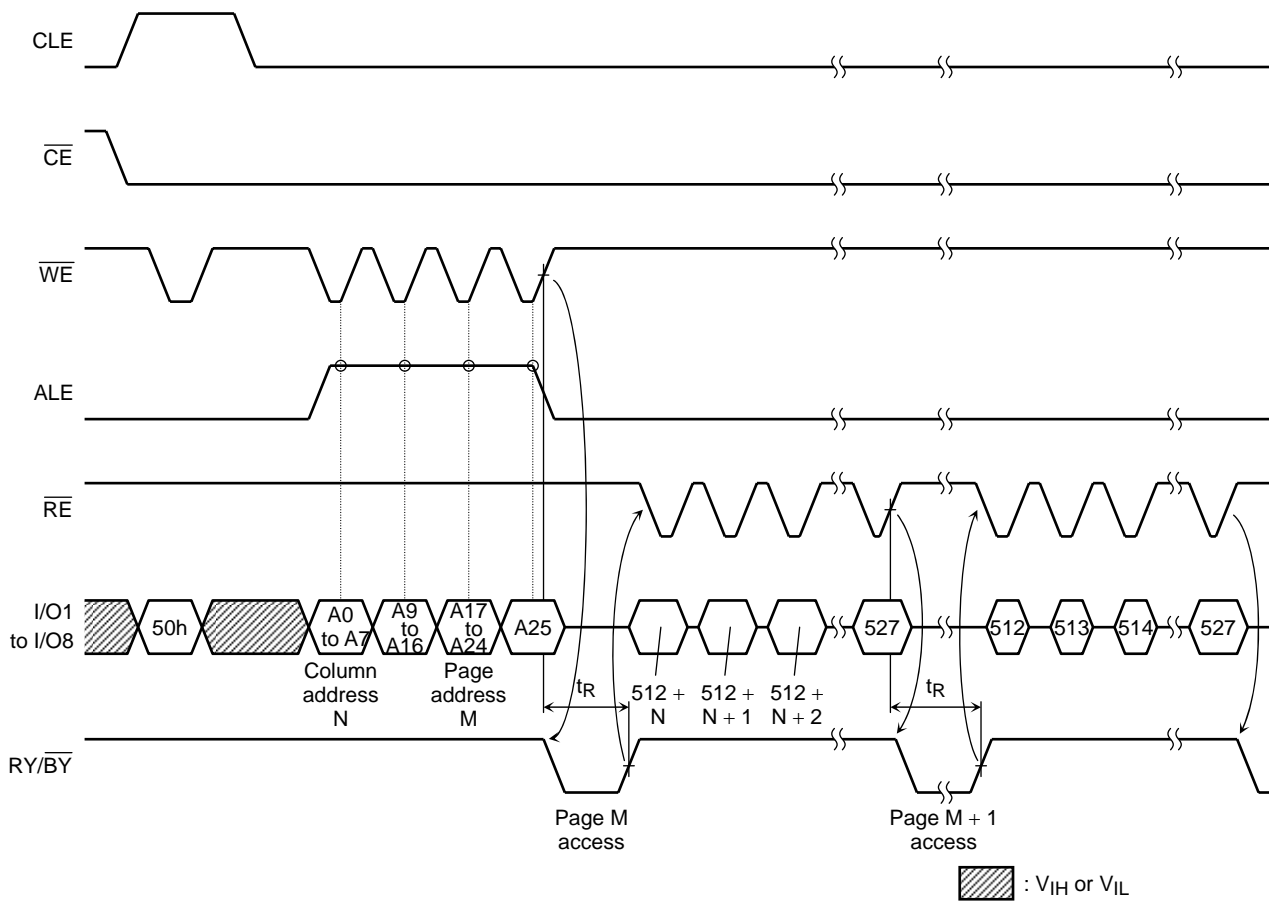 CLE
CE
WE
ALE
RE
I/O1
to I/O8
50h
A0
to A7
A9
to
A16
A17
to
A24
A25
527
512
513
514
527
Column
address
N
Page
address
M
tR
512 +
N
512 +
N + 1
512 +
N + 2
tR
RY/BY
Page M
access
Page M + 1
access
: VIH or VIL